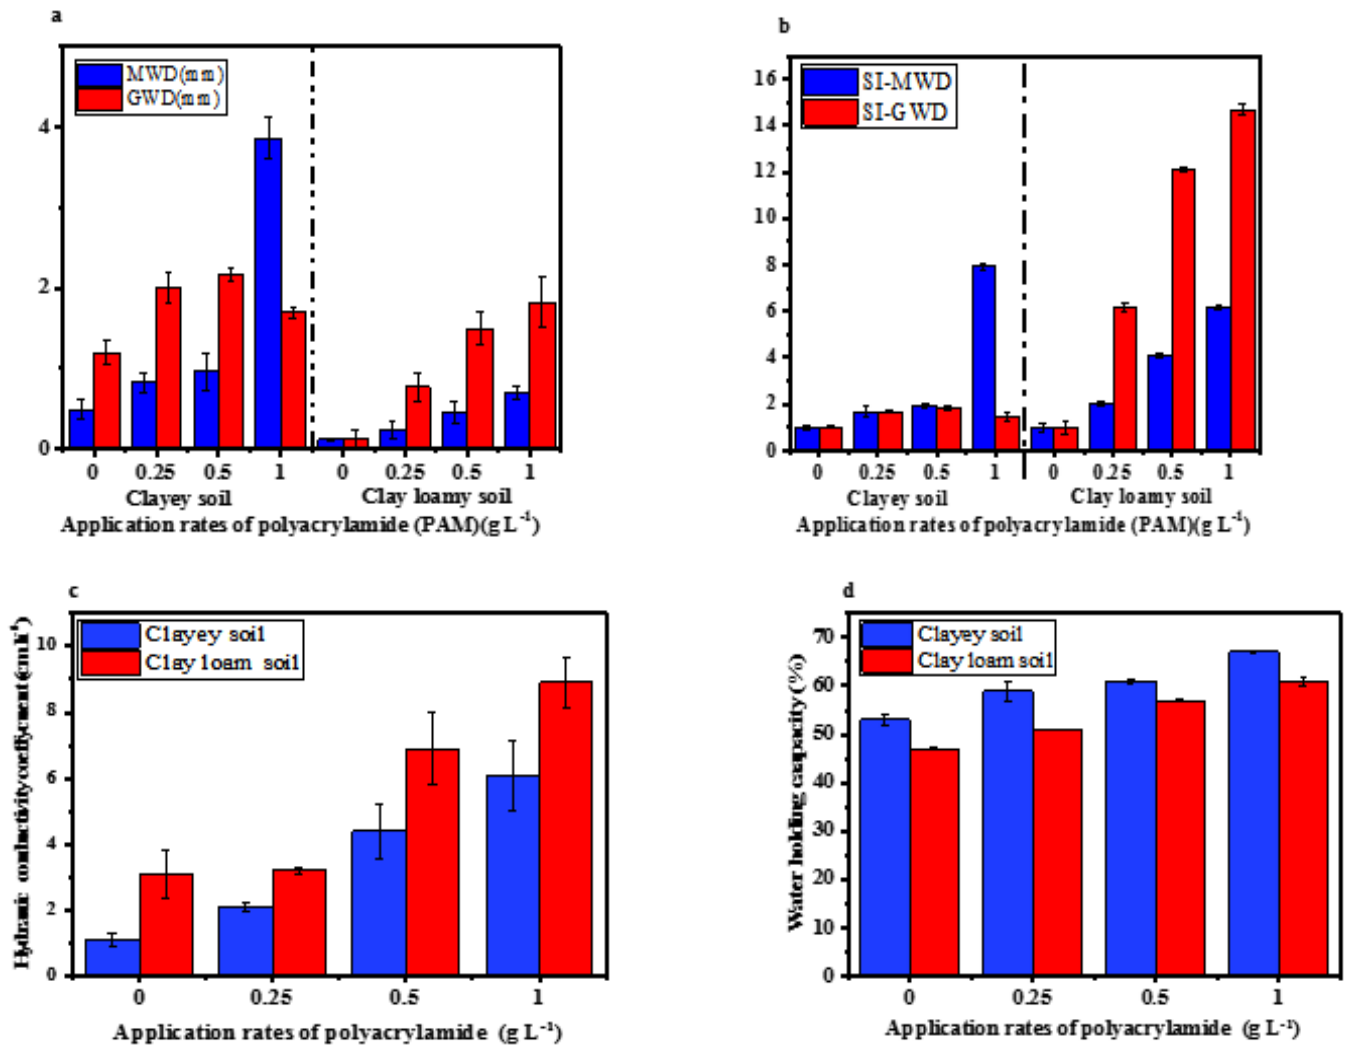 a
MWD(mm)
GWD(mm)
4
2
0
0 0.25 0.5 1 0 0.25 0.5 1
Clayey soil Clay loamy soil
Application rates of polyacrylamide (PAM)(g L⁻¹)
b
SI-MWD
SI-GWD
16
14
12
10
8
6
4
2
0
0 0.25 0.5 1 0 0.25 0.5 1
Clayey soil Clay loamy soil
Application rates of polyacrylamide (PAM)(g L⁻¹)
c
Clayey soil
Clay loam soil
10
8
6
4
2
0
0 0.25 0.5 1
Application rates of polyacrylamide (g L⁻¹)
d
Clayey soil
Clay loam soil
Water holding caapacity (%)
70
60
50
40
30
20
10
0
0 0.25 0.5 1
Application rates of polyacrylamide (g L⁻¹)